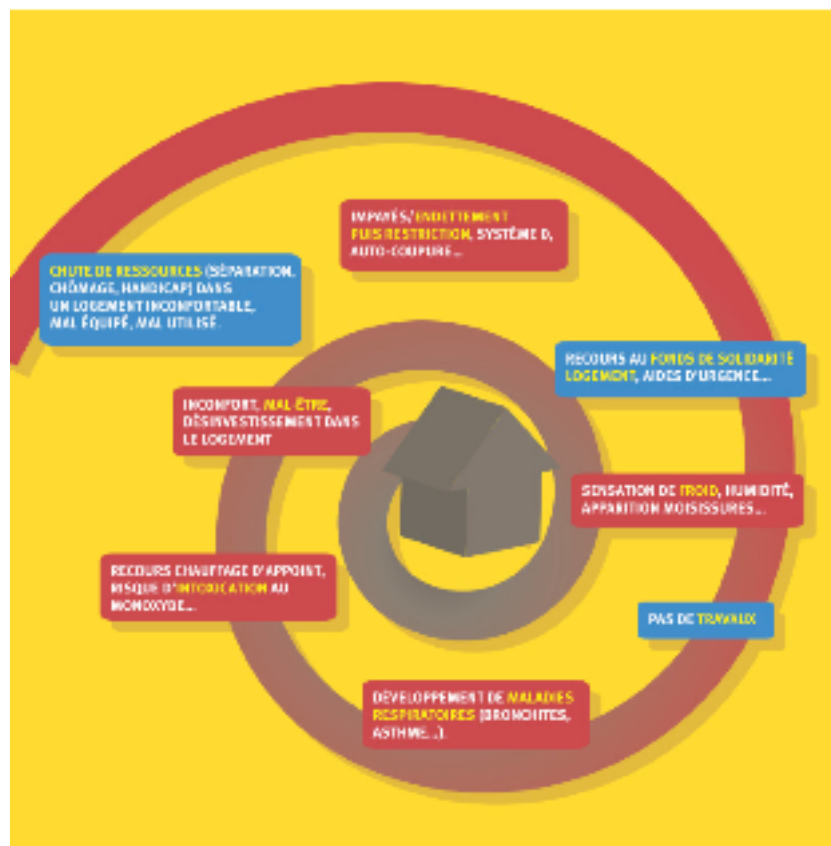 IMPAYÉS/ENDETTEMENT
PUIS RESTRICTION, SYSTÈME D,
AUTO-COUPURE...
CHUTE DE RESSOURCES (SÉPARATION,
CHÔMAGE, HANDICAP) DANS
UN LOGEMENT INCONFORTABLE,
MAL ÉQUIPÉ, MAL UTILISÉ.
RECOURS AU FONDS DE SOLIDARITÉ
LOGEMENT, AIDES D'URGENCE...
INCONFORT, MAL-ÊTRE,
DÉSINVESTISSEMENT DANS
LE LOGEMENT
SENSATION DE FROID, HUMIDITÉ,
APPARITION MOISISSURES...
RECOURS CHAUFFAGE D'APPOINT,
RISQUE D'INTOXICATION AU
MONOXYDE...
PAS DE TRAVAUX
DÉVELOPPEMENT DE MALADIES
RESPIRATOIRES (BRONCHITES,
ASTHME...).